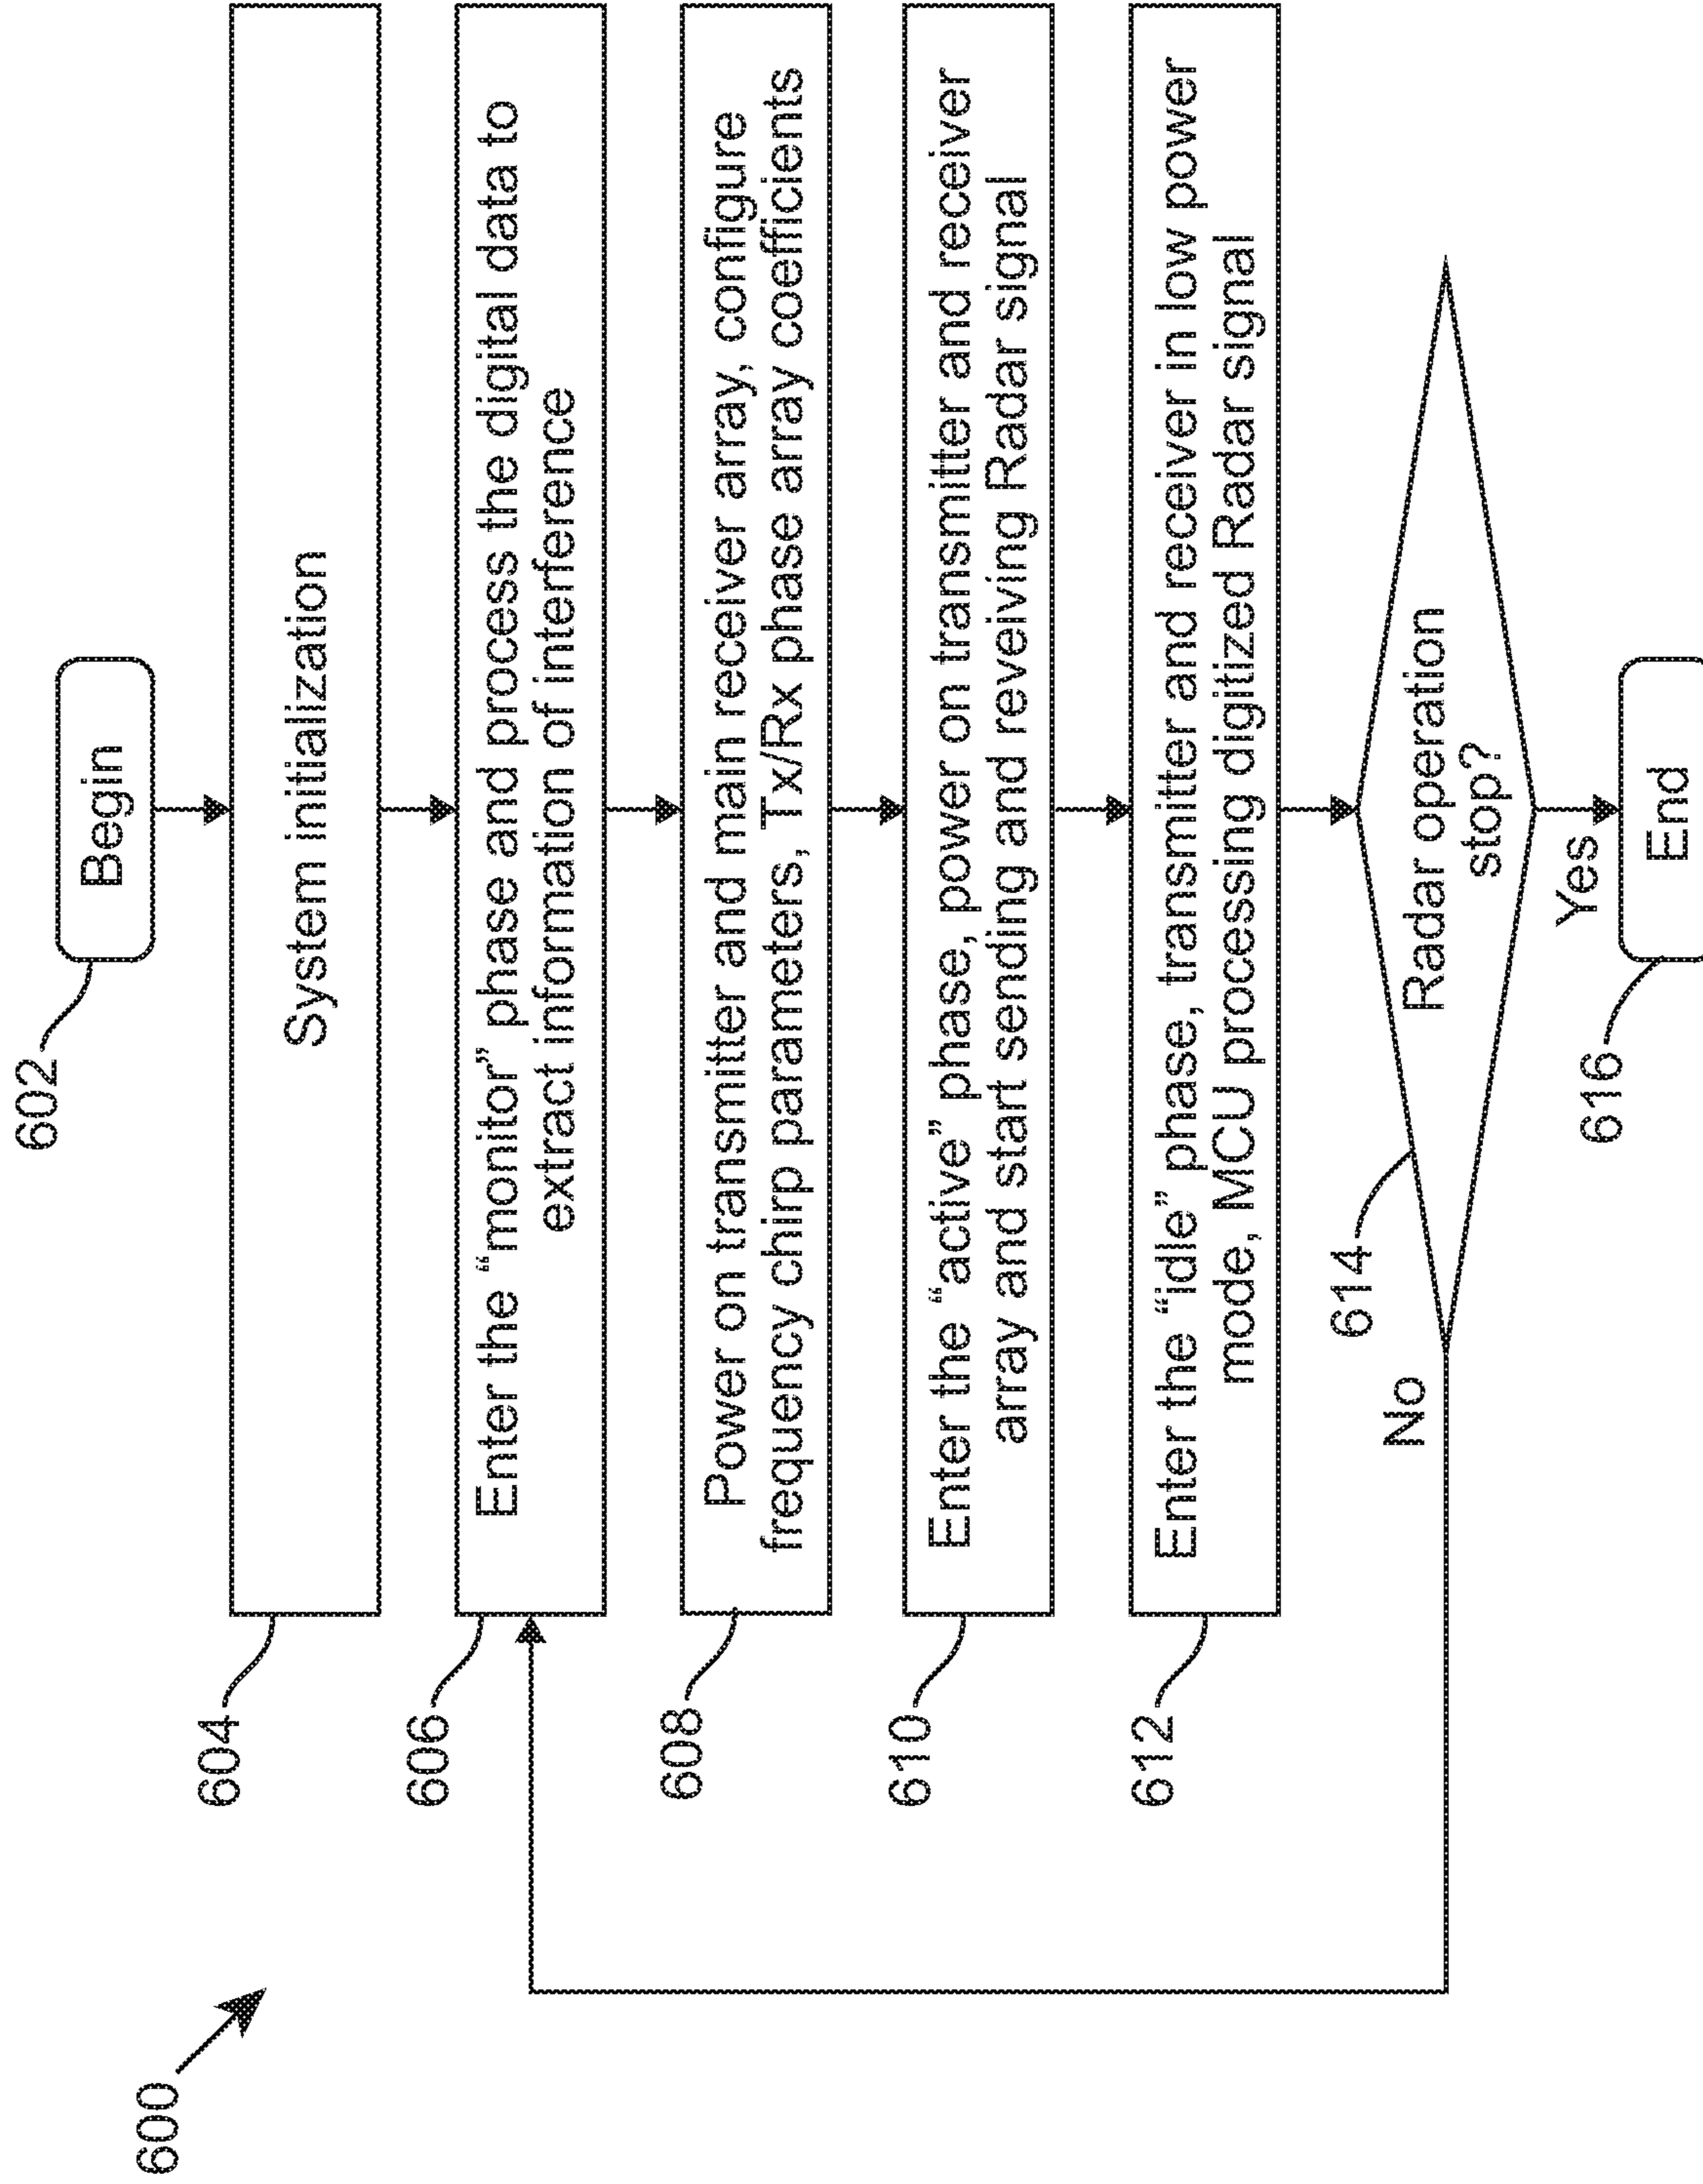 600
602
Begin
604
System initialization
606
Enter the “monitor” phase and process the digital data to
extract information of interference
608
Power on transmitter and main receiver array, configure
frequency chirp parameters, Tx/Rx phase array coefficients
610
Enter the “active” phase, power on transmitter and receiver
array and start sending and reveiving Radar signal
612
Enter the “idle” phase, transmitter and receiver in low power
mode, MCU processing digitized Radar signal
614
Radar operation
stop?
No
Yes
616
End